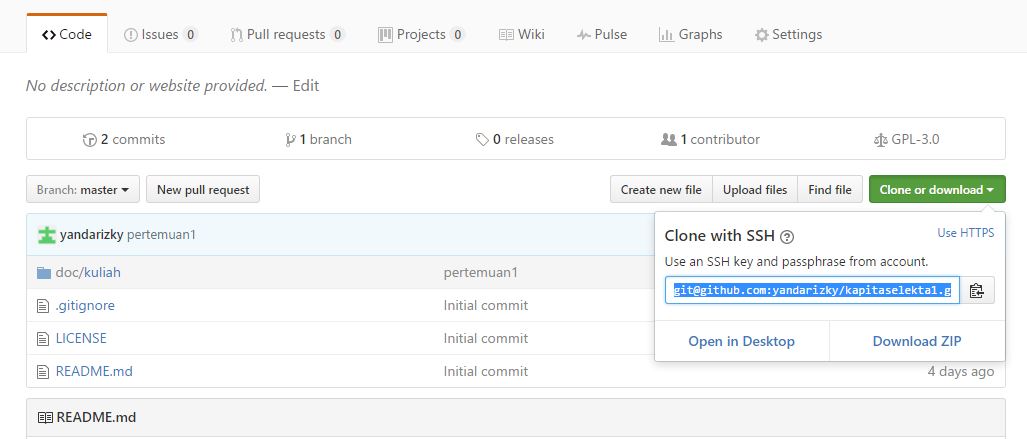 Code Issues 0 Pull requests 0 Projects 0 Wiki Pulse Graphs Settings
No description or website provided. — Edit
2 commits 1 branch 0 releases 1 contributor GPL-3.0
Branch: master New pull request Create new file Upload files Find file Clone or download
yandarizky pertemuan1
doc/kuliah pertemuan1
.gitignore Initial commit
LICENSE Initial commit
README.md Initial commit 4 days ago
Clone with SSH ? Use HTTPS
Use an SSH key and passphrase from account.
git@github.com:yandarizky/kapitaselekta1.g
Open in Desktop Download ZIP
README.md